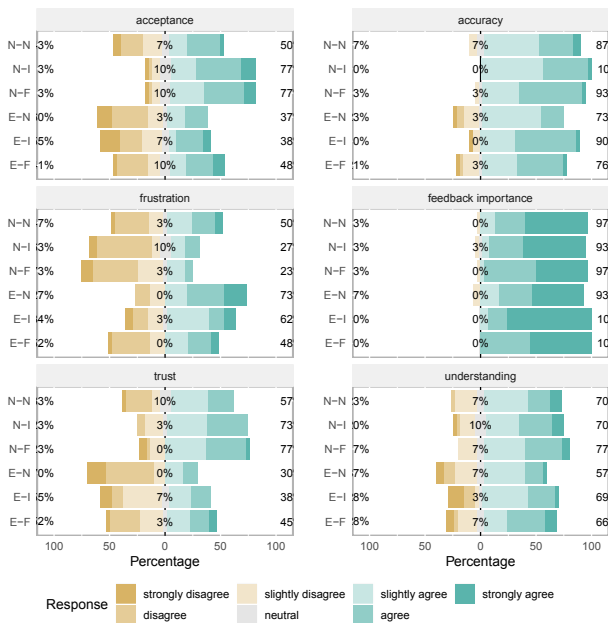 acceptance
accuracy
N−N 3% 7% 50
N−N 7% 7% 87
N−I 3% 10% 77
N−I 0% 0% 10
N−F 3% 10% 77
N−F 3% 3% 93
E−N 0% 3% 37
E−N 3% 3% 73
E−I 5% 7% 38
E−I 0% 0% 90
E−F 1% 10% 48
E−F 1% 3% 76
frustration
feedback importance
N−N 7% 3% 50
N−N 3% 0% 97
N−I 3% 10% 27
N−I 3% 3% 93
N−F 3% 3% 23
N−F 3% 0% 97
E−N 7% 0% 73
E−N 7% 0% 93
E−I 4% 3% 62
E−I 0% 0% 10
E−F 2% 0% 48
E−F 0% 0% 10
trust
understanding
N−N 3% 10% 57
N−N 3% 7% 70
N−I 3% 3% 73
N−I 0% 10% 70
N−F 3% 0% 77
N−F 7% 7% 77
E−N 0% 0% 30
E−N 7% 7% 57
E−I 5% 7% 38
E−I 8% 3% 69
E−F 2% 3% 45
E−F 8% 7% 66
100 50 0 50 100
100 50 0 50 100
Percentage
Percentage
Response
strongly disagree
slightly disagree
slightly agree
strongly agree
disagree
neutral
agree